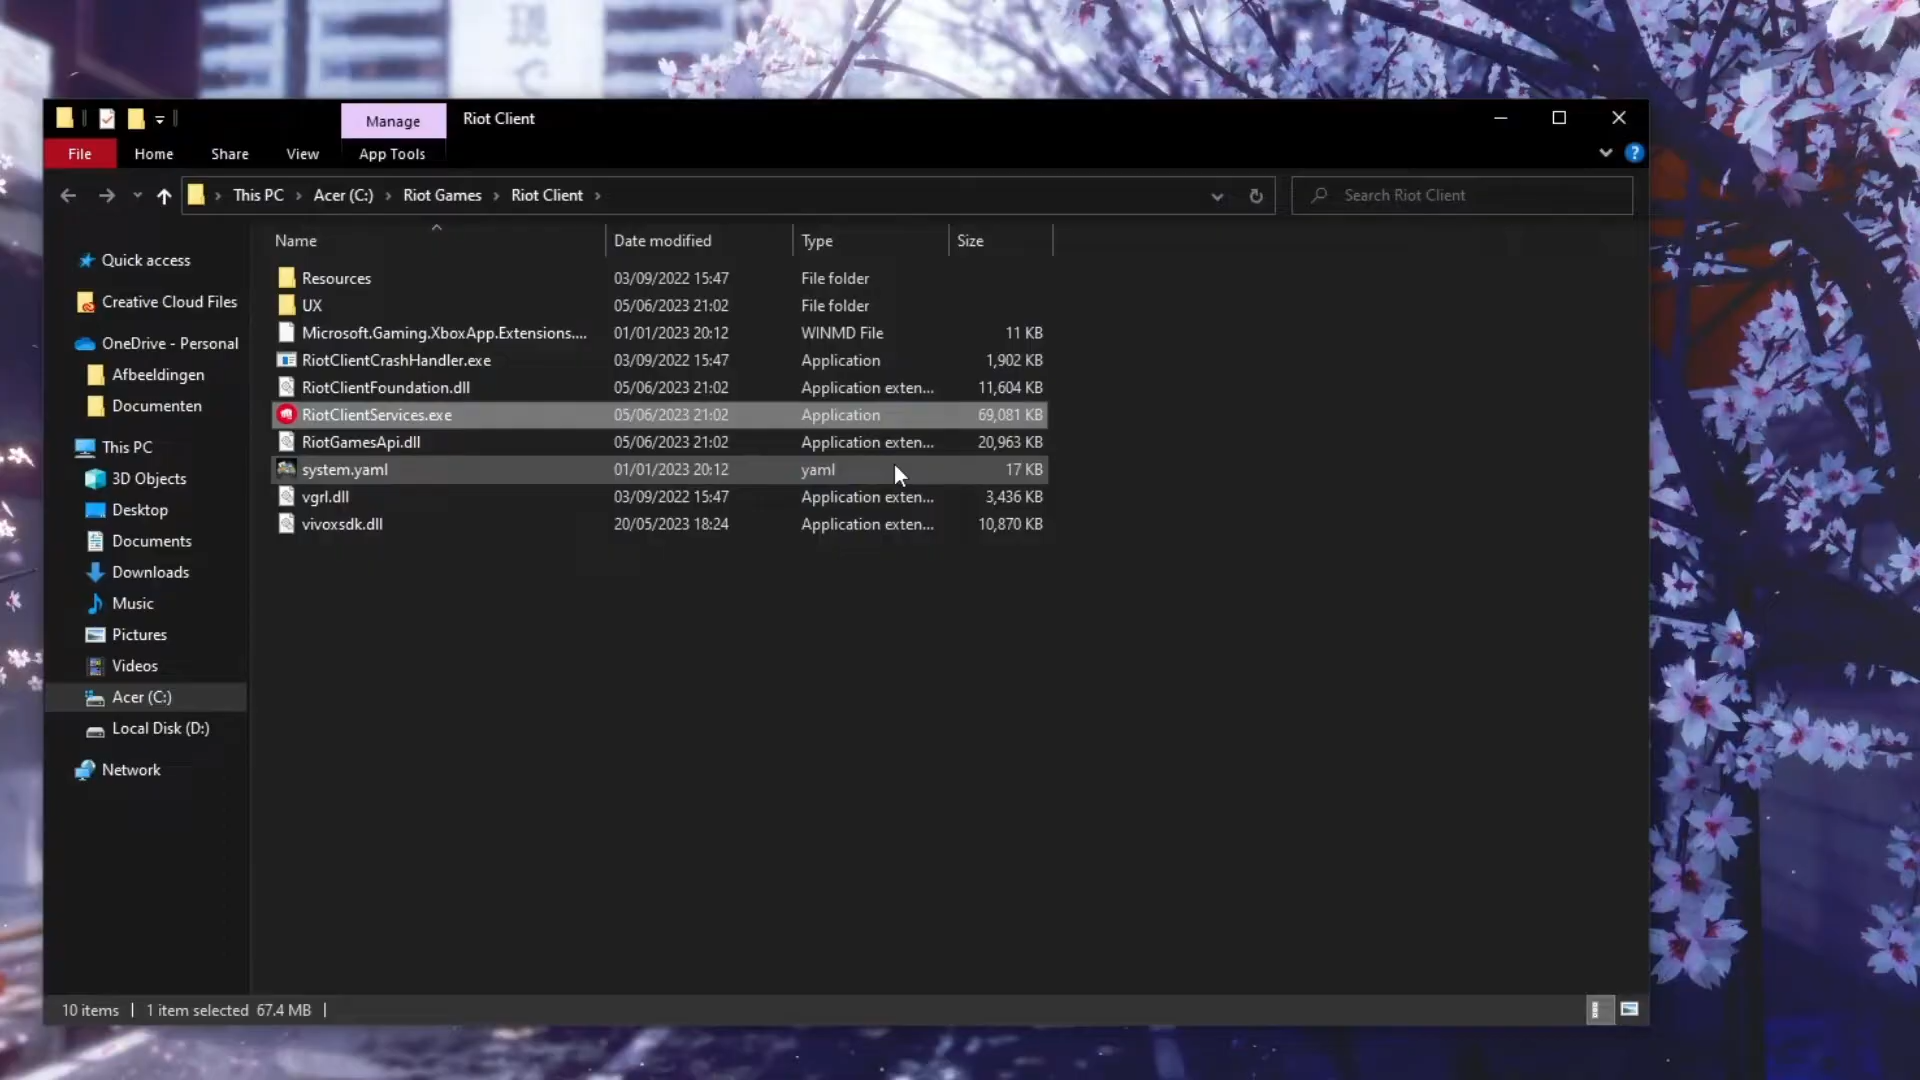 現
で
Manage
Riot Client
File
Home
Share
View
App Tools
This PC
Acer (C:)
Riot Games
Riot Client
Search Riot Client
Name
Date modified
Type
Size
Quick access
Creative Cloud Files
OneDrive - Personal
Afbeeldingen
Documenten
This PC
3D Objects
Desktop
Documents
Downloads
Music
Pictures
Videos
Acer (C:)
Local Disk (D:)
Network
Resources 03/09/2022 15:47 File folder
UX 05/06/2023 21:02 File folder
Microsoft.Gaming.XboxApp.Extensions.... 01/01/2023 20:12 WINMD File 11 KB
RiotClientCrashHandler.exe 03/09/2022 15:47 Application 1,902 KB
RiotClientFoundation.dll 05/06/2023 21:02 Application exten... 11,604 KB
RiotClientServices.exe 05/06/2023 21:02 Application 69,081 KB
RiotGamesApi.dll 05/06/2023 21:02 Application exten... 20,963 KB
system.yaml 01/01/2023 20:12 yaml 17 KB
vgrl.dll 03/09/2022 15:47 Application exten... 3,436 KB
vivoxsdk.dll 20/05/2023 18:24 Application exten... 10,870 KB
10 items
1 item selected 67.4 MB